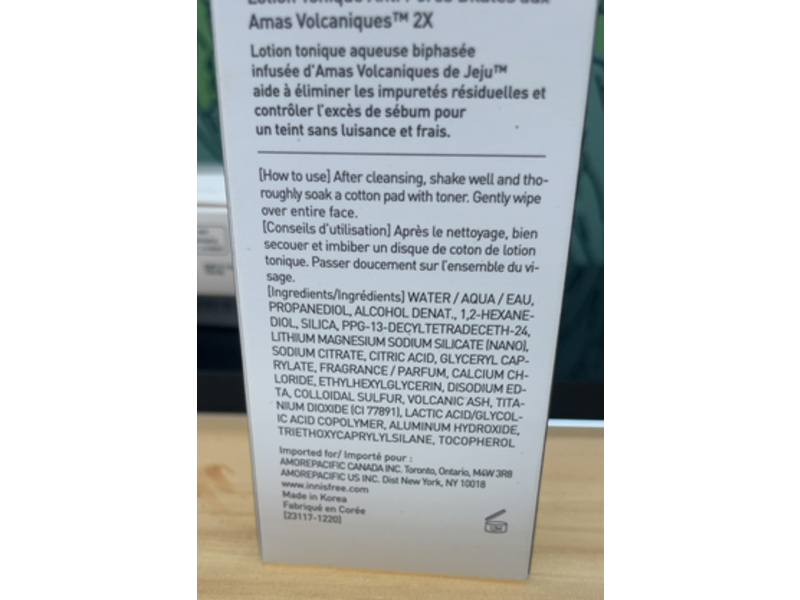 Lotion Tonique Anti-Pores Dilatés aux
Amas Volcaniques™ 2X
Lotion tonique aqueuse biphasée
infusée d'Amas Volcaniques de Jeju™
aide à éliminer les impuretés résiduelles et
contrôler l'excès de sébum pour
un teint sans luisance et frais.
[How to use] After cleansing, shake well and tho-
roughly soak a cotton pad with toner. Gently wipe
over entire face.
[Conseils d'utilisation] Après le nettoyage, bien
secouer et imbiber un disque de coton de lotion
tonique. Passer doucement sur l'ensemble du vi-
sage.
[Ingredients/Ingrédients] WATER / AQUA / EAU,
PROPANEDIOL, ALCOHOL DENAT., 1,2-HEXANE-
DIOL, SILICA, PPG-13-DECYLTETRADECETH-24,
LITHIUM MAGNESIUM SODIUM SILICATE [NANO],
SODIUM CITRATE, CITRIC ACID, GLYCERYL CAP-
RYLATE, FRAGRANCE / PARFUM, CALCIUM CH-
LORIDE, ETHYLHEXYLGLYCERIN, DISODIUM ED-
TA, COLLOIDAL SULFUR, VOLCANIC ASH, TITA-
NIUM DIOXIDE (CI 77891), LACTIC ACID/GLYCOL-
IC ACID COPOLYMER, ALUMINUM HYDROXIDE,
TRIETHOXYCAPRYLYLSILANE, TOCOPHEROL
Imported for/ Importé pour :
AMOREPACIFIC CANADA INC. Toronto, Ontario, M4W 3R8
AMOREPACIFIC US INC. Dist New York, NY 10018
www.innisfree.com
Made in Korea
Fabriqué en Corée
[23117-1220]
12M